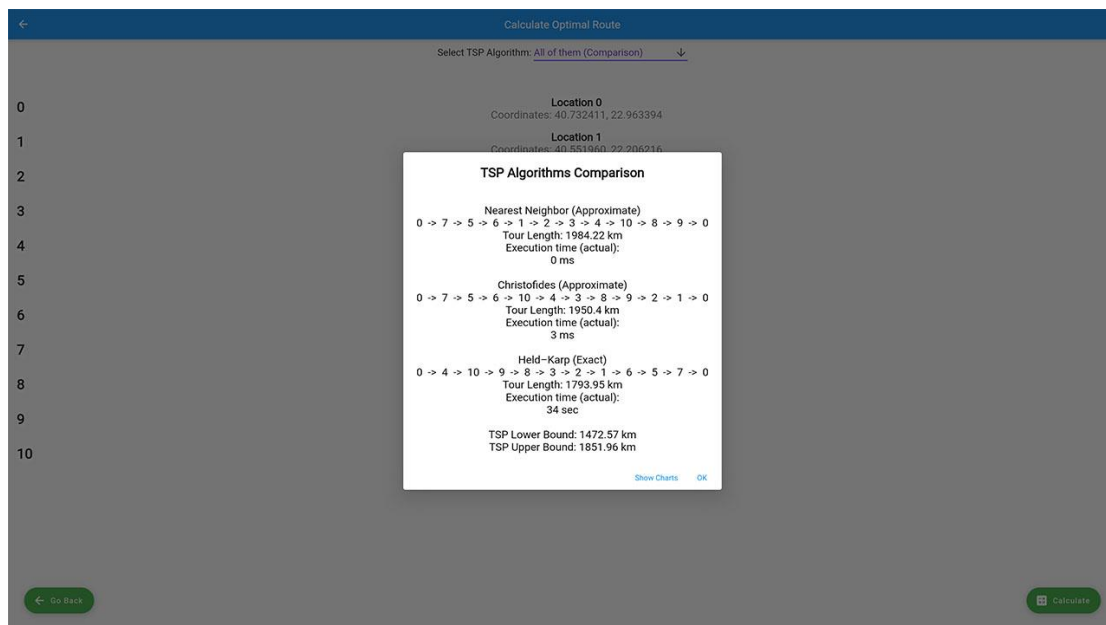 Calculate Optimal Route
Select TSP Algorithm: All of them (Comparison)
0
Location 0
Coordinates: 40.732411, 22.963394
1
Location 1
Coordinates: 40.551960, 22.206216
2
3
4
5
6
7
8
9
10
TSP Algorithms Comparison
Nearest Neighbor (Approximate)
0 -> 7 -> 5 -> 6 -> 1 -> 2 -> 3 -> 4 -> 10 -> 8 -> 9 -> 0
Tour Length: 1984.22 km
Execution time (actual):
0 ms
Christofides (Approximate)
0 -> 7 -> 5 -> 6 -> 10 -> 4 -> 3 -> 8 -> 9 -> 2 -> 1 -> 0
Tour Length: 1950.4 km
Execution time (actual):
3 ms
Held–Karp (Exact)
0 -> 4 -> 10 -> 9 -> 8 -> 3 -> 2 -> 1 -> 6 -> 5 -> 7 -> 0
Tour Length: 1793.95 km
Execution time (actual):
34 sec
TSP Lower Bound: 1472.57 km
TSP Upper Bound: 1851.96 km
Show Charts OK
Go Back
Calculate